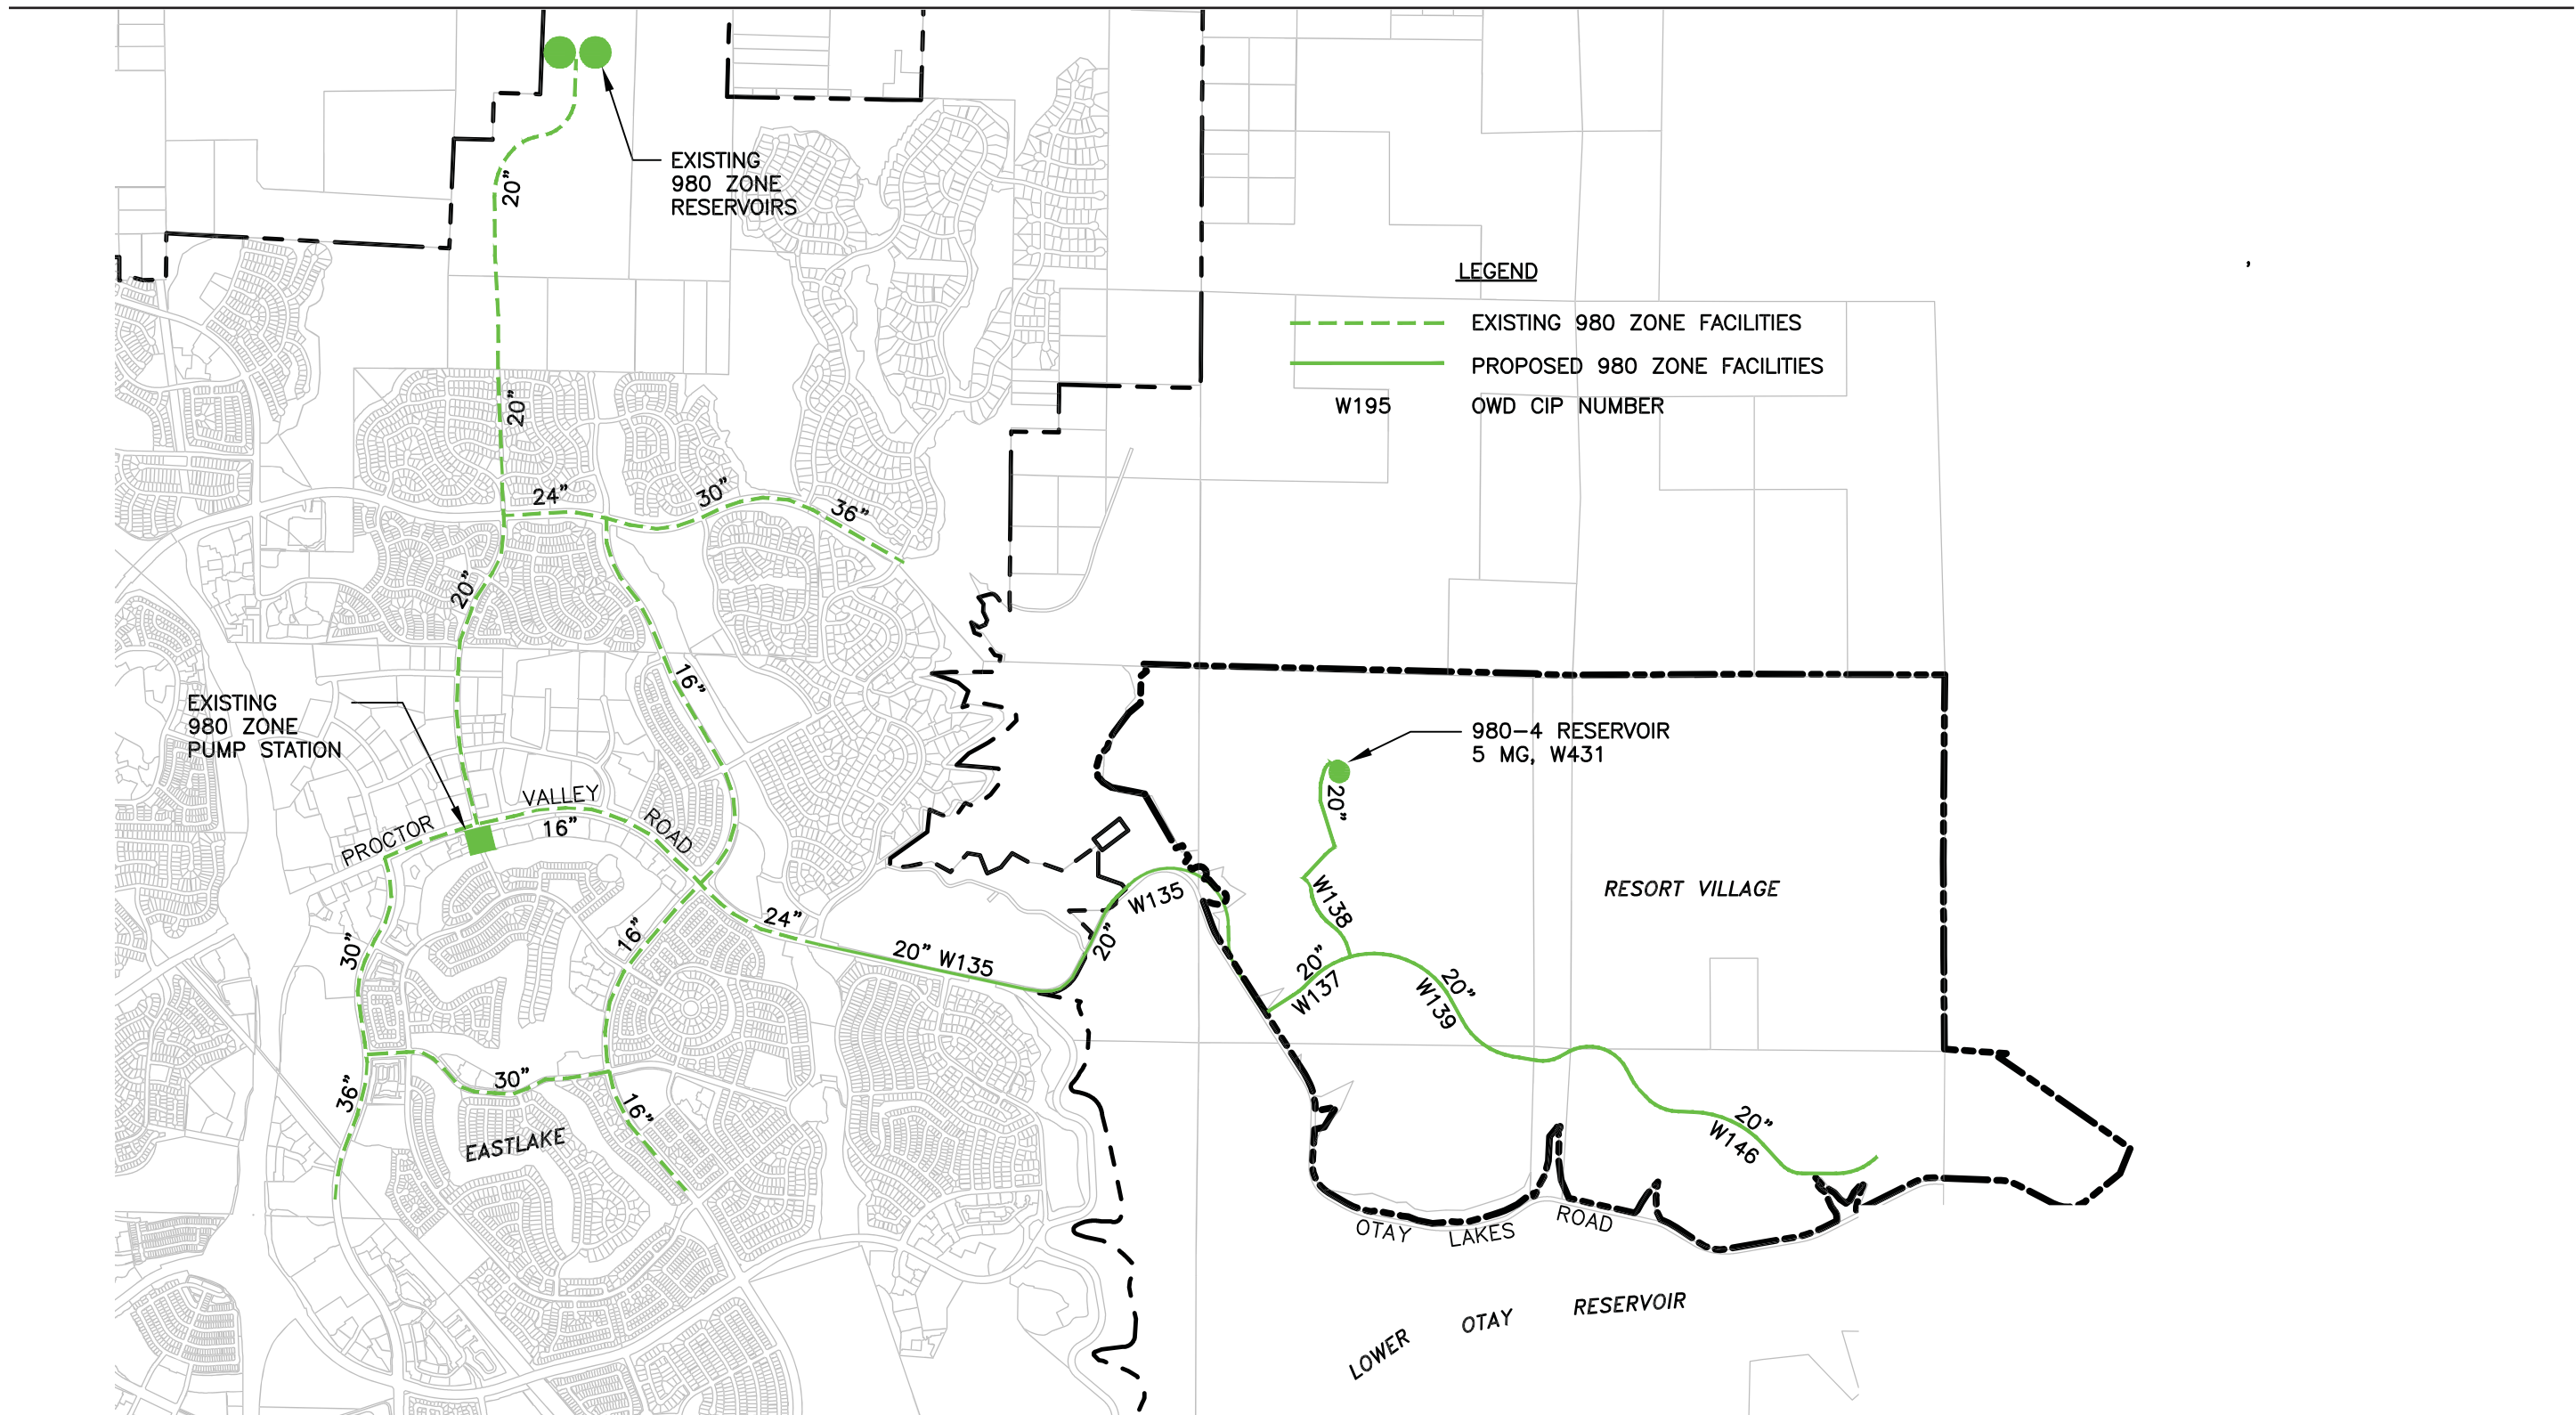 20”
EXISTING
980 ZONE
RESERVOIRS
LEGEND
EXISTING 980 ZONE FACILITIES
PROPOSED 980 ZONE FACILITIES
W195 OWD CIP NUMBER
20”
24”
30”
36”
20”
16”
EXISTING
980 ZONE
PUMP STATION
980-4 RESERVOIR
5 MG, W431
20”
PROCTOR VALLEY ROAD
16”
RESORT VILLAGE
W138
W135
20”
24”
16”
30”
20” W135
20”
W137
20”
W139
30”
36”
16”
EASTLAKE
20”
W146
OTAY LAKES ROAD
LOWER OTAY RESERVOIR